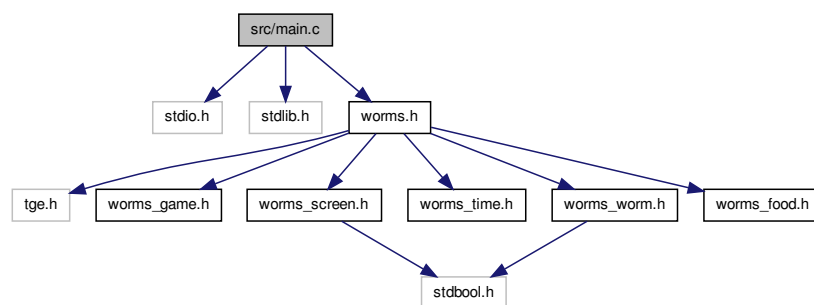 src/main.c
stdio.h
stdlib.h
worms.h
tge.h
worms_game.h
worms_screen.h
worms_time.h
worms_worm.h
worms_food.h
stdbool.h